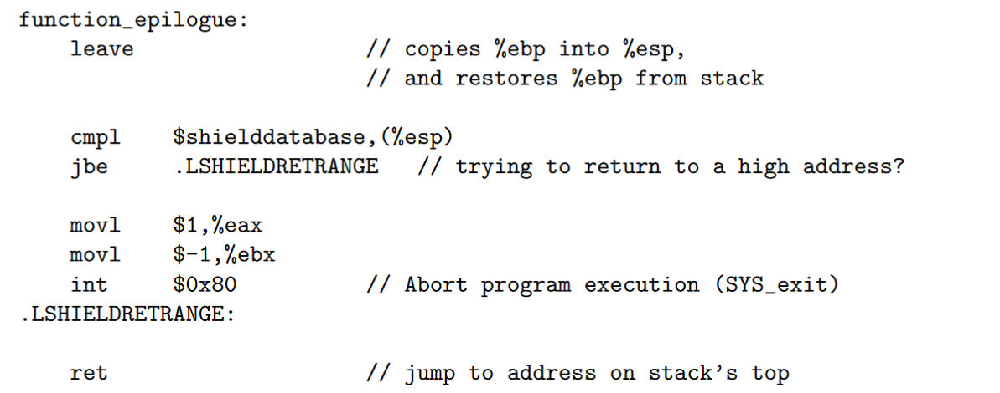 function_epilogue:
leave // copies %ebp into %esp,
// and restores %ebp from stack
cmpl $shielddatabase,(%esp)
jbe .LSHIELDRETRANGE // trying to return to a high address?
movl $1,%eax
movl $-1,%ebx
int $0x80 // Abort program execution (SYS_exit)
.LSHIELDRETRANGE:
ret // jump to address on stack's top